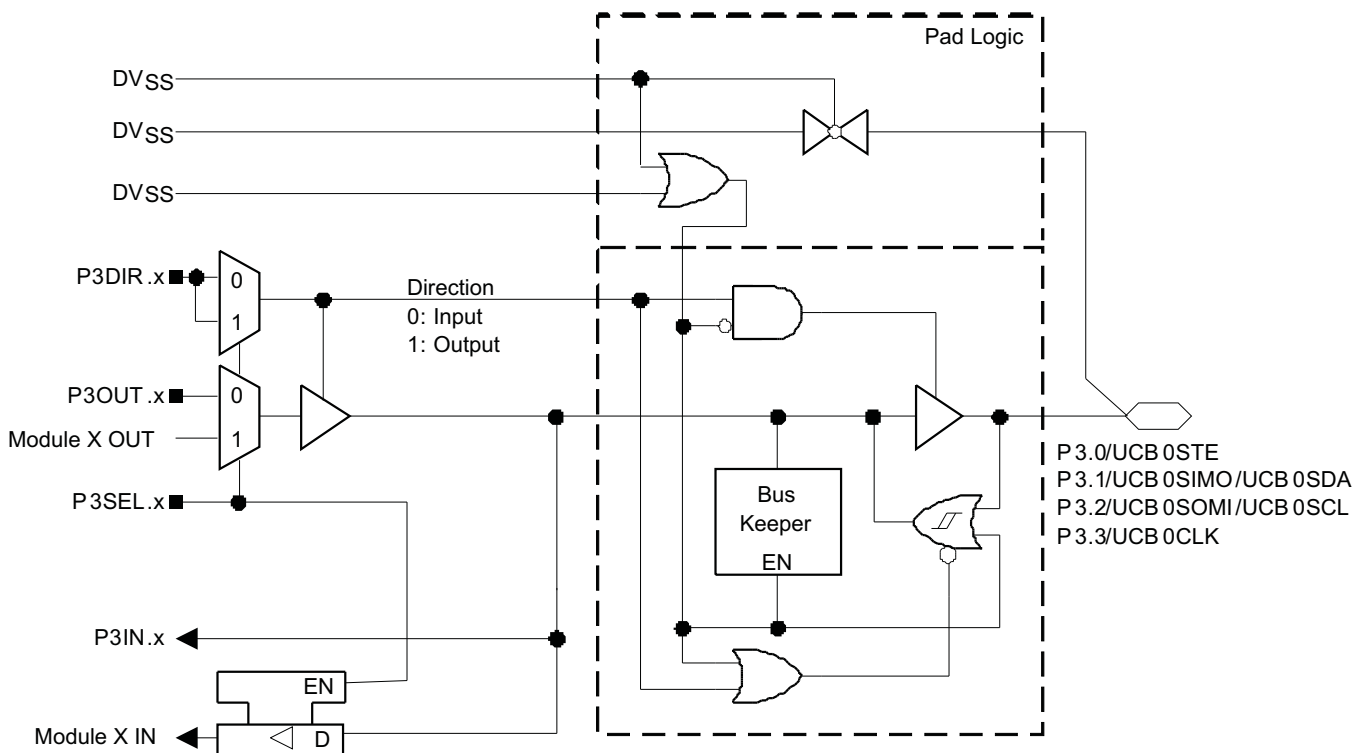 Pad Logic
DVSS
DVSS
DVSS
P3DIR.x
0
1
Direction
0: Input
1: Output
P3OUT.x
0
Module X OUT
1
P3SEL.x
P3.0/UCB0STE
P3.1/UCB0SIMO/UCB0SDA
P3.2/UCB0SOMI/UCB0SCL
P3.3/UCB0CLK
Bus
Keeper
EN
P3IN.x
EN
Module X IN
D